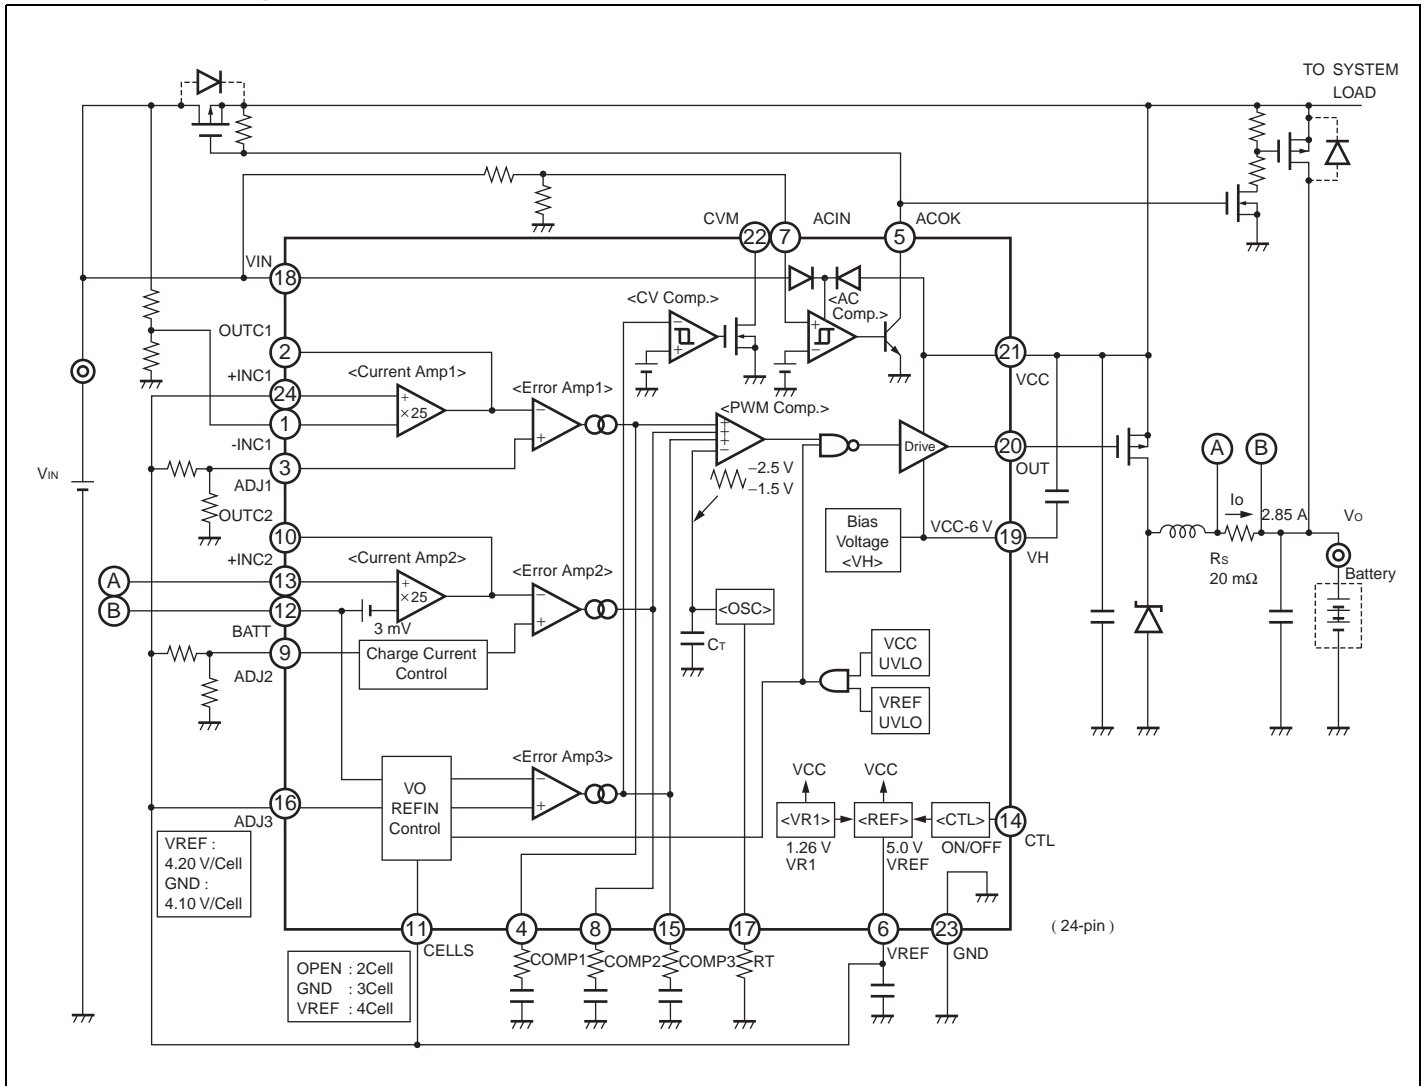 TO SYSTEM
LOAD
CVM
22
7
ACIN
5
ACOK
VIN
18
<CV Comp.>
−
+
<AC
Comp.>
+
−
OUTC1
2
+INC1
24
1
-INC1
<Current Amp1>
+
×25
<Error Amp1>
−
+
<PWM Comp.>
+
+
+
−
−2.5 V
−1.5 V
21
VCC
Drive
20
OUT
A
B
VIN
3
ADJ1
OUTC2
10
+INC2
A
13
B
12
<Current Amp2>
+
×25
3 mV
<Error Amp2>
−
+
Bias
Voltage
<VH>
VCC-6 V
19
VH
Io
2.85 A
RS
20 mΩ
VO
Battery
BATT
9
ADJ2
Charge Current
Control
<OSC>
CT
VCC
UVLO
VREF
UVLO
<Error Amp3>
−
+
VO
REFIN
Control
16
ADJ3
VCC
VCC
<VR1>
<REF>
<CTL>
14
CTL
1.26 V
VR1
5.0 V
VREF
ON/OFF
VREF :
4.20 V/Cell
GND :
4.10 V/Cell
11
CELLS
4
COMP1
8
COMP2
15
COMP3
17
RT
6
VREF
23
GND
( 24-pin )
OPEN : 2Cell
GND : 3Cell
VREF : 4Cell